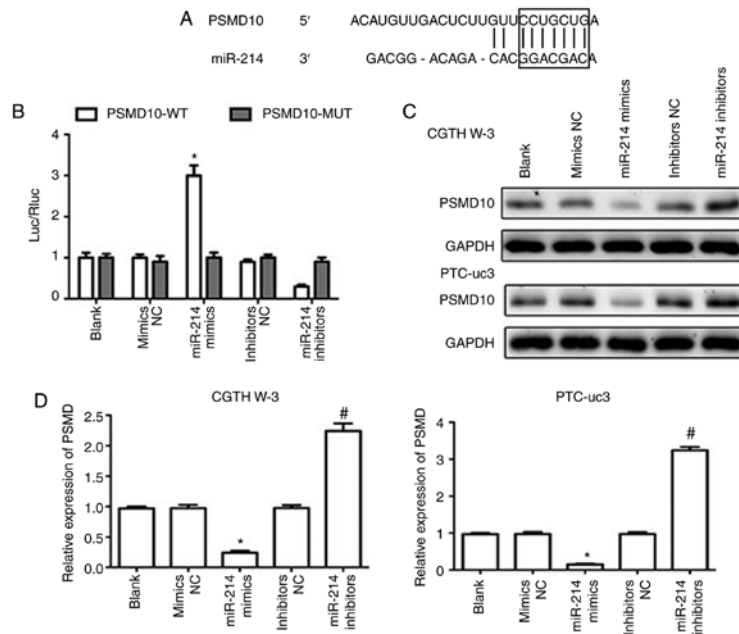 A
PSMD10 5′ ACAUGUUGACUCUUGUUCCUGCUGA
miR-214 3′ GACGG - ACAGA - CACGGACGACA
B
PSMD10-WT PSMD10-MUT
Luc/Rluc
4
3
2
1
0
*
Blank
Mimics NC
miR-214 mimics
Inhibitors NC
miR-214 inhibitors
C
CGTH W-3
Blank
Mimics NC
miR-214 mimics
Inhibitors NC
miR-214 inhibitors
PSMD10
GAPDH
PTC-uc3
PSMD10
GAPDH
D
CGTH W-3
Relative expression of PSMD
2.5
2.0
1.5
1.0
0.5
0.0
*
#
Blank
Mimics NC
miR-214 mimics
Inhibitors NC
miR-214 inhibitors
PTC-uc3
Relative expression of PSMD
4
3
2
1
0
*
#
Blank
Mimics NC
miR-214 mimics
Inhibitors NC
miR-214 inhibitors